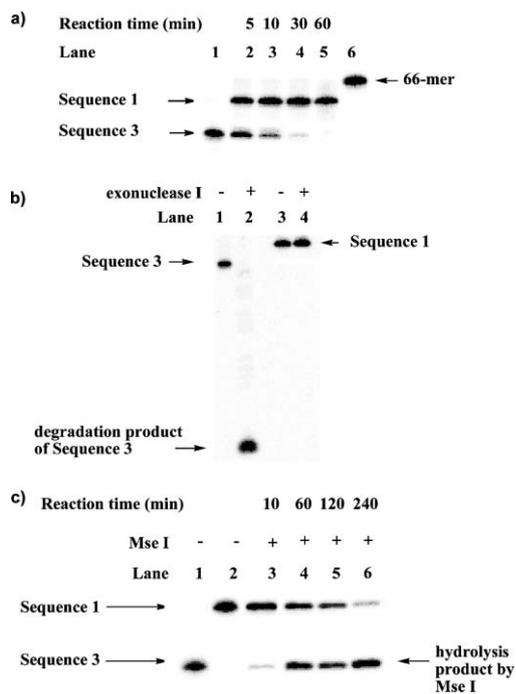 a)
Reaction time (min) 5 10 30 60
Lane 1 2 3 4 5 6
66-mer
Sequence 1
Sequence 3
b)
exonuclease I - + - +
Lane 1 2 3 4
Sequence 1
Sequence 3
degradation product
of Sequence 3
c)
Reaction time (min) 10 60 120 240
Mse I - - + + + +
Lane 1 2 3 4 5 6
Sequence 1
Sequence 3
hydrolysis
product by
Mse I